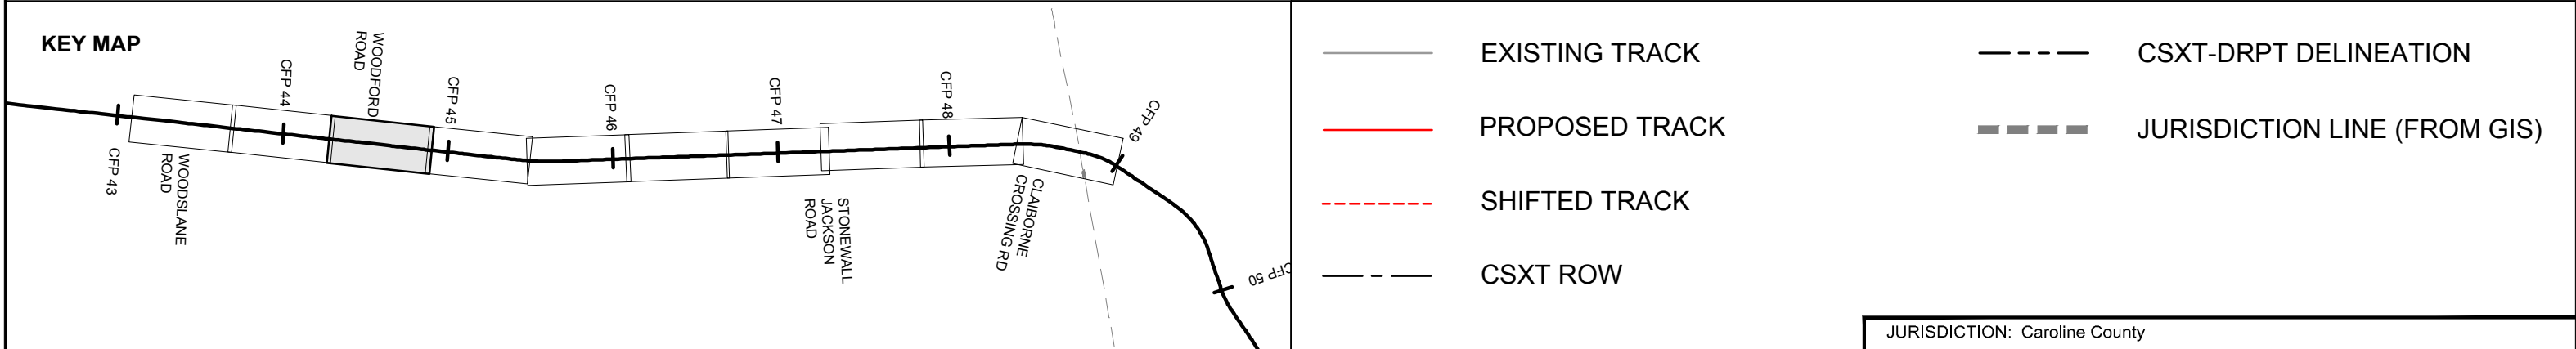 KEY MAP
CFP 43
WOODSLANE
ROAD
CFP 44
WOODFORD
ROAD
CFP 45
CFP 46
CFP 47
STONEWALL
JACKSON
ROAD
CFP 48
CLAIBORNE
CROSSING RD
CFP 49
CFP 50
EXISTING TRACK
PROPOSED TRACK
SHIFTED TRACK
CSXT ROW
CSXT-DRPT DELINEATION
JURISDICTION LINE (FROM GIS)
JURISDICTION: Caroline County